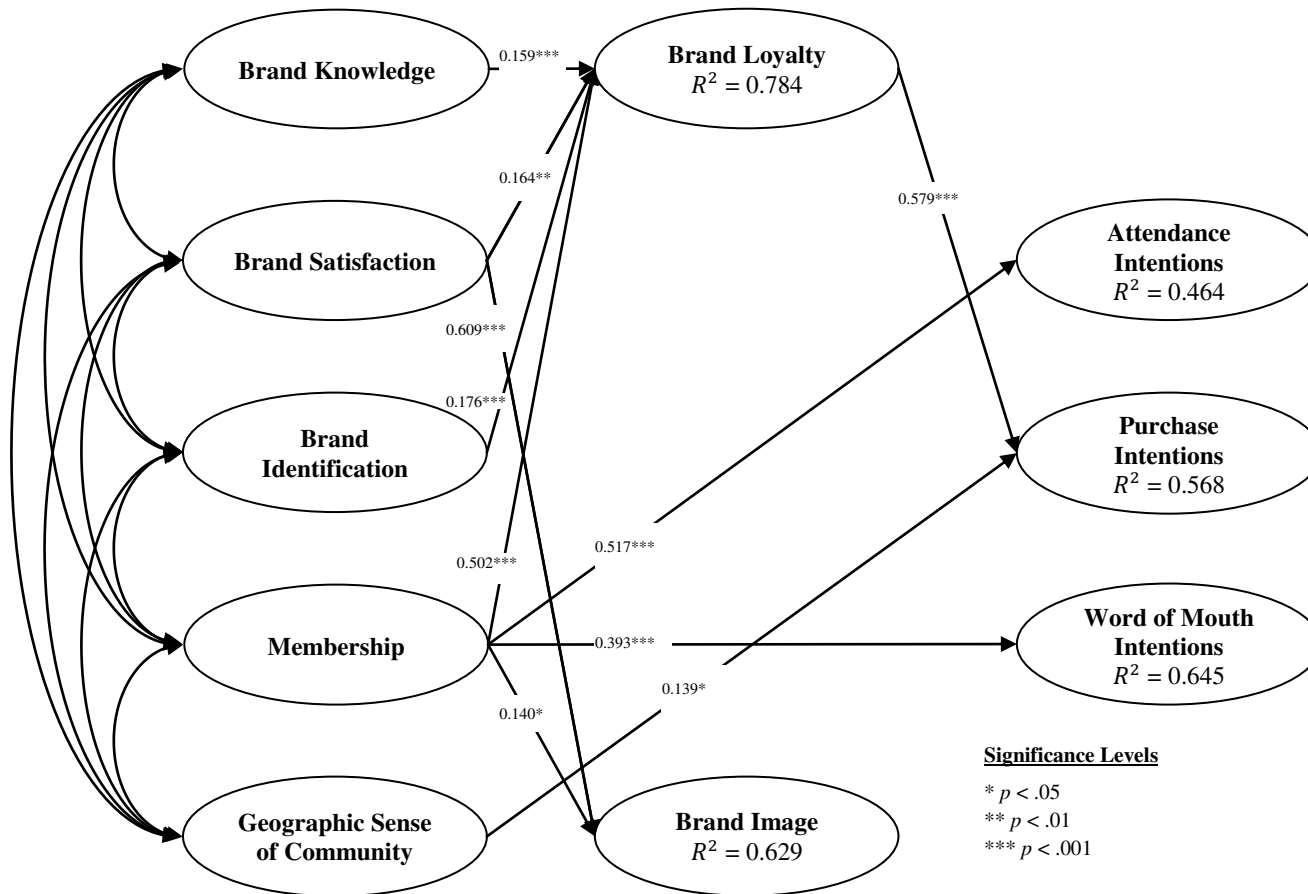 Brand Knowledge
0.159***
Brand Loyalty
R² = 0.784
Brand Satisfaction
0.164**
0.579***
Attendance
Intentions
R² = 0.464
0.609***
0.176***
Brand
Identification
Purchase
Intentions
R² = 0.568
0.502***
0.517***
Membership
0.393***
Word of Mouth
Intentions
R² = 0.645
0.139*
0.140*
Geographic Sense
of Community
Brand Image
R² = 0.629
Significance Levels
* p < .05
** p < .01
*** p < .001